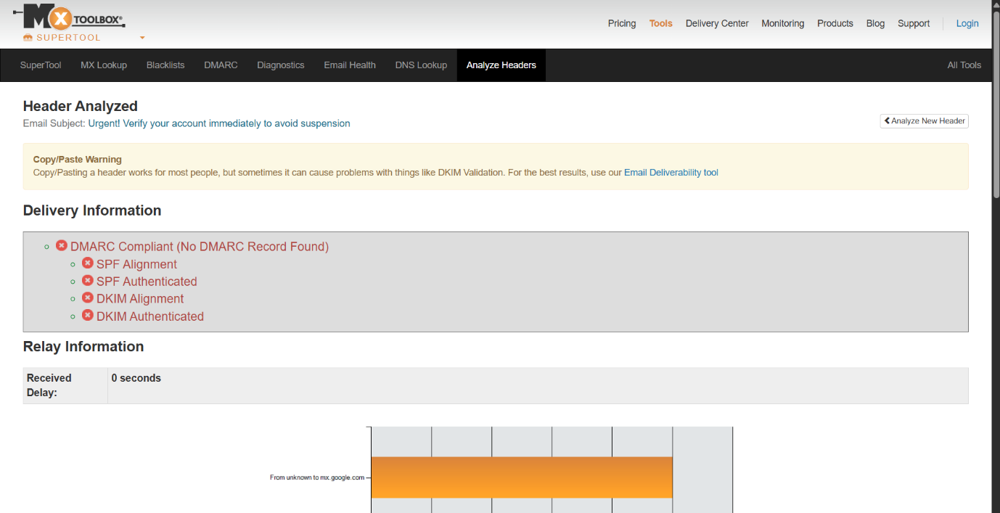 MX TOOLBOX®
SUPERTOOL
Pricing Tools Delivery Center Monitoring Products Blog Support Login
SuperTool MX Lookup Blacklists DMARC Diagnostics Email Health DNS Lookup Analyze Headers All Tools
Header Analyzed
Email Subject: Urgent! Verify your account immediately to avoid suspension
Analyze New Header
Copy/Paste Warning
Copy/Pasting a header works for most people, but sometimes it can cause problems with things like DKIM Validation. For the best results, use our Email Deliverability tool
Delivery Information
DMARC Compliant (No DMARC Record Found)
SPF Alignment
SPF Authenticated
DKIM Alignment
DKIM Authenticated
Relay Information
Received 0 seconds
Delay:
From unknown to mx.google.com